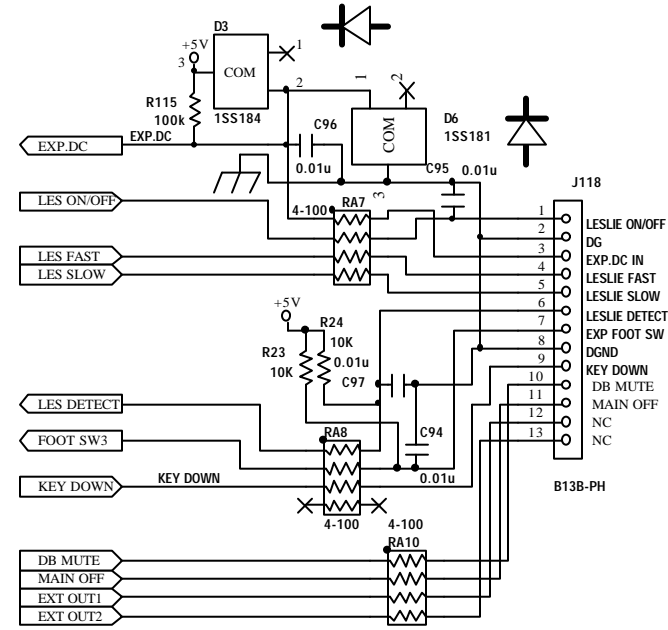 D3
+5V
3
1
COM
2
1
2
R115
100k
1SS184
C96
COM
D6
1SS181
EXP.DC
EXP.DC
0.01u
3
C95
0.01u
J118
LES ON/OFF
4-100
RA7
1
LESLIE ON/OFF
2
DG
3
EXP.DC IN
LES FAST
4
LESLIE FAST
LES SLOW
5
LESLIE SLOW
6
LESLIE DETECT
+5V
R24
10K
7
EXP FOOT SW
R23
10K
0.01u
C97
8
DGND
9
KEY DOWN
10
DB MUTE
LES DETECT
11
MAIN OFF
12
NC
FOOT SW3
RA8
C94
13
NC
KEY DOWN
KEY DOWN
0.01u
B13B-PH
4-100
4-100
RA10
DB MUTE
MAIN OFF
EXT OUT1
EXT OUT2